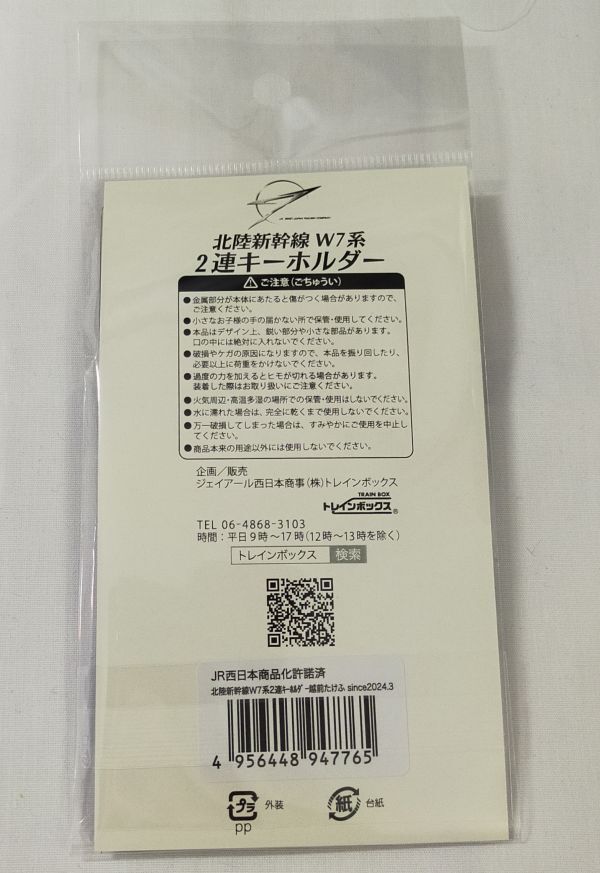 北陸新幹線 W7系
2連キーホルダー
ご注意(ごちゅうい)
●金属部分が本体にあたると傷がつく場合がありますので、
ご注意ください。
●小さなお子様の手の届かない所で保管・使用してください。
●本品はデザイン上、鋭い部分や小さな部品があります。
口の中には絶対に入れないでください。
●破損やケガの原因になりますので、本品を振り回したり、
必要以上に荷重をかけないでください。
●過度の力を加えるとヒモが切れる場合があります。
装着した際はお取り扱いにご注意ください。
●火気周辺・高温多湿の場所での保管・使用はしないでください。
●水に濡れた場合は、完全に乾くまで使用しないでください。
●万一破損してしまった場合は、すみやかにご使用を中止し
てください。
●商品本来の用途以外には使用しないでください。
企画/販売
ジェイアール西日本商事(株)トレインボックス
TRAIN BOX
トレインボックス®
TEL 06-4868-3103
時間:平日9時〜17時(12時〜13時を除く)
トレインボックス 検索
JR西日本商品化許諾済
北陸新幹線W7系2連ｷｰﾎﾙﾀﾞｰ越前たけふ since2024.3
4 956448 947765
プラ 外装
PP
紙 台紙